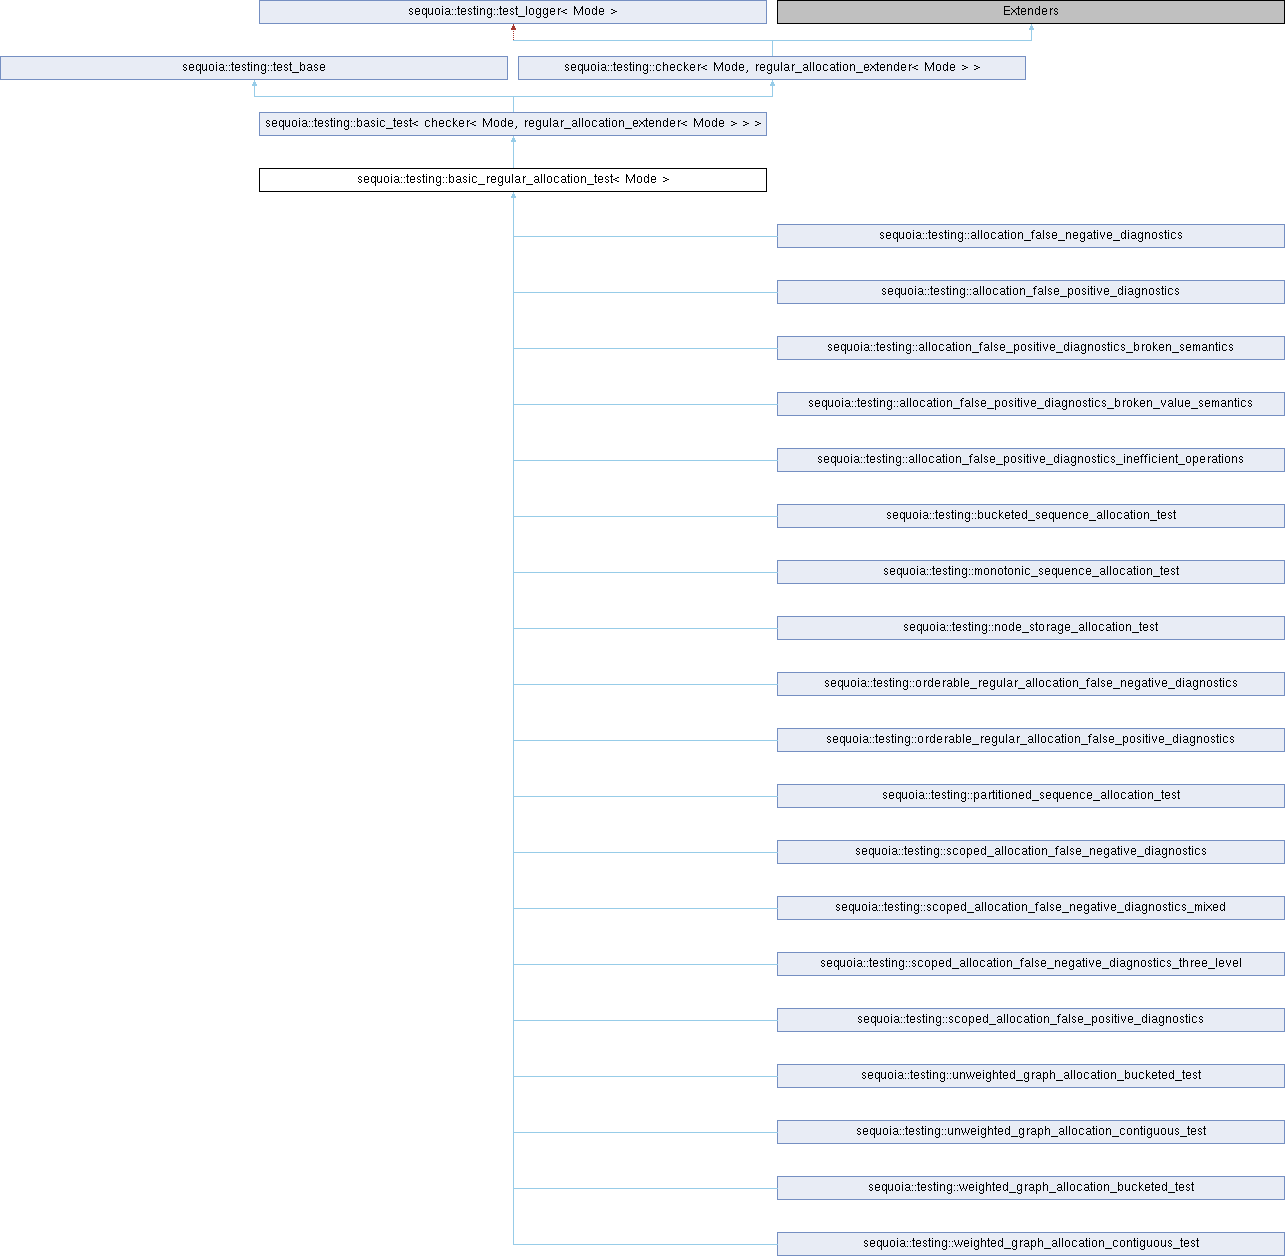 sequoia::testing::test_logger< Mode >
Extenders
sequoia::testing::test_base
sequoia::testing::checker< Mode, regular_allocation_extender< Mode > >
sequoia::testing::basic_test< checker< Mode, regular_allocation_extender< Mode > > >
sequoia::testing::basic_regular_allocation_test< Mode >
sequoia::testing::allocation_false_negative_diagnostics
sequoia::testing::allocation_false_positive_diagnostics
sequoia::testing::allocation_false_positive_diagnostics_broken_semantics
sequoia::testing::allocation_false_positive_diagnostics_broken_value_semantics
sequoia::testing::allocation_false_positive_diagnostics_inefficient_operations
sequoia::testing::bucketed_sequence_allocation_test
sequoia::testing::monotonic_sequence_allocation_test
sequoia::testing::node_storage_allocation_test
sequoia::testing::orderable_regular_allocation_false_negative_diagnostics
sequoia::testing::orderable_regular_allocation_false_positive_diagnostics
sequoia::testing::partitioned_sequence_allocation_test
sequoia::testing::scoped_allocation_false_negative_diagnostics
sequoia::testing::scoped_allocation_false_negative_diagnostics_mixed
sequoia::testing::scoped_allocation_false_negative_diagnostics_three_level
sequoia::testing::scoped_allocation_false_positive_diagnostics
sequoia::testing::unweighted_graph_allocation_bucketed_test
sequoia::testing::unweighted_graph_allocation_contiguous_test
sequoia::testing::weighted_graph_allocation_bucketed_test
sequoia::testing::weighted_graph_allocation_contiguous_test